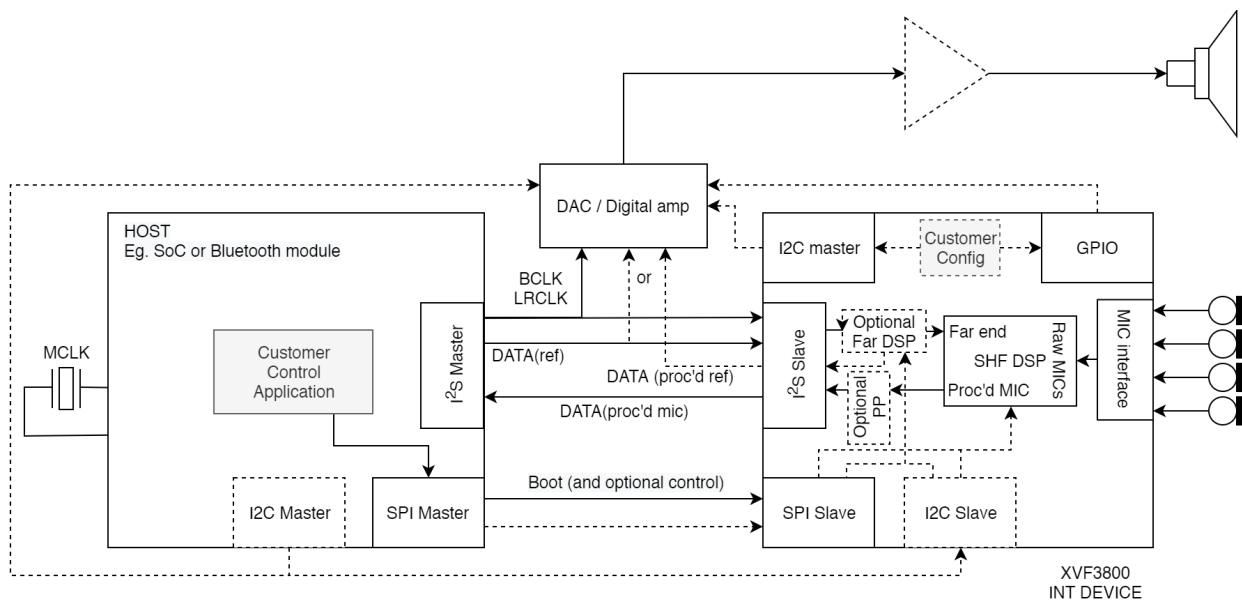 DAC / Digital amp
HOST
Eg. SoC or Bluetooth module
I2C master
Customer
Config
GPIO
BCLK
LRCLK
or
MCLK
Customer
Control
Application
I²S Master
DATA(ref)
DATA (proc'd ref)
DATA(proc'd mic)
I²S Slave
Optional
Far DSP
Optional
PP
Far end
SHF DSP
Proc'd MIC
Raw MICs
MIC interface
Boot (and optional control)
I2C Master
SPI Master
SPI Slave
I2C Slave
XVF3800
INT DEVICE